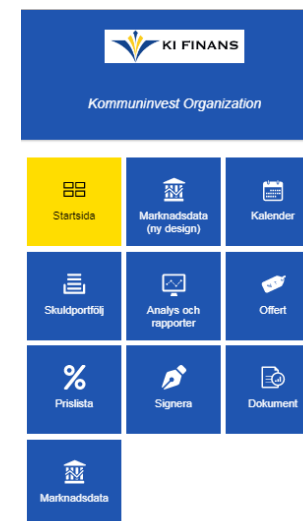 KI FINANS
Kommuninvest Organization
Startsida
Marknadsdata
(ny design)
Kalender
Skuldportfölj
Analys och
rapporter
Offert
Prislista
Signera
Dokument
Marknadsdata